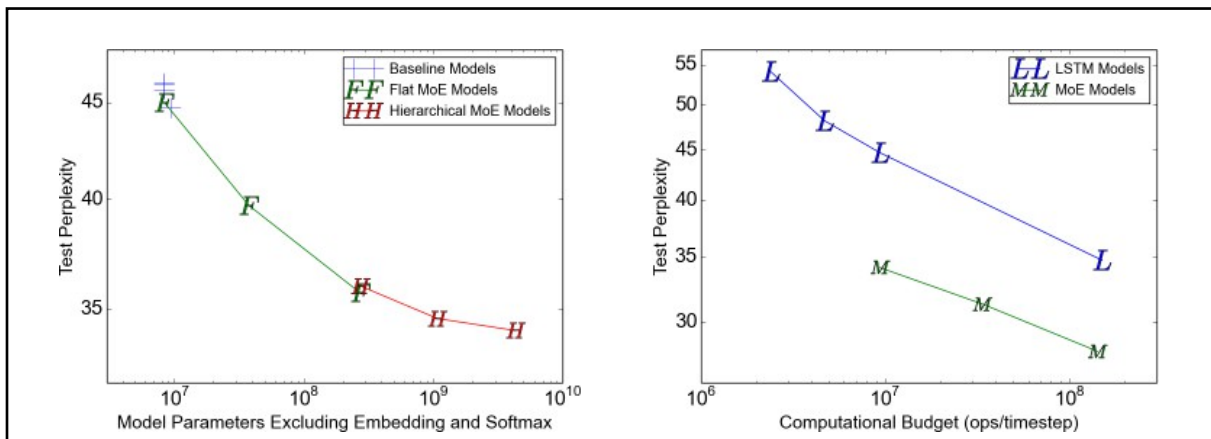 Baseline Models
FF Flat MoE Models
HH Hierarchical MoE Models
Test Perplexity
45
40
35
F
F
F
H
H
H
10^7
10^8
10^9
10^10
Model Parameters Excluding Embedding and Softmax
LL LSTM Models
MM MoE Models
Test Perplexity
55
50
45
40
35
30
L
L
L
L
M
M
M
10^6
10^7
10^8
Computational Budget (ops/timestep)